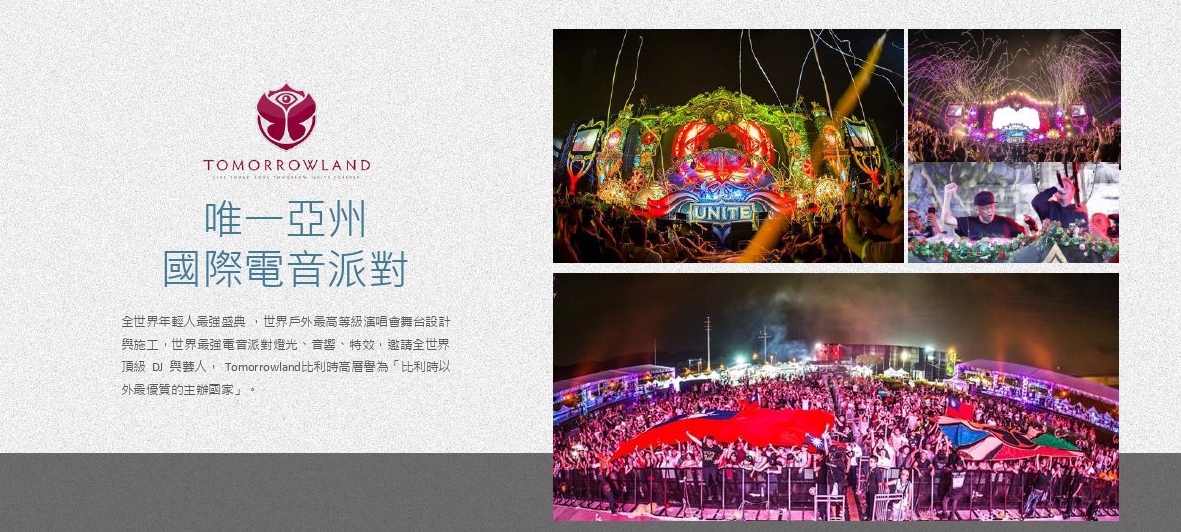 TOMORROWLAND
LIVE TODAY LOVE TOMORROW UNITE FOREVER
唯一亞州
國際電音派對
全世界年輕人最強盛典 ，世界戶外最高等級演唱會舞台設計
與施工，世界最強電音派對燈光、音響、特效，邀請全世界
頂級 DJ 與藝人， Tomorrowland比利時高層譽為「比利時以
外最優質的主辦國家」。
UNITE